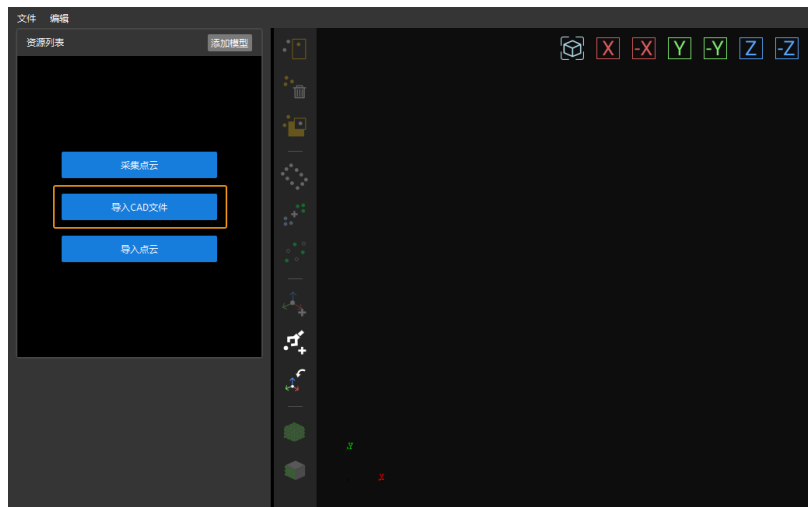 文件 编辑
资源列表 添加模型
X -X Y -Y Z -Z
采集点云
导入CAD文件
导入点云
x
x